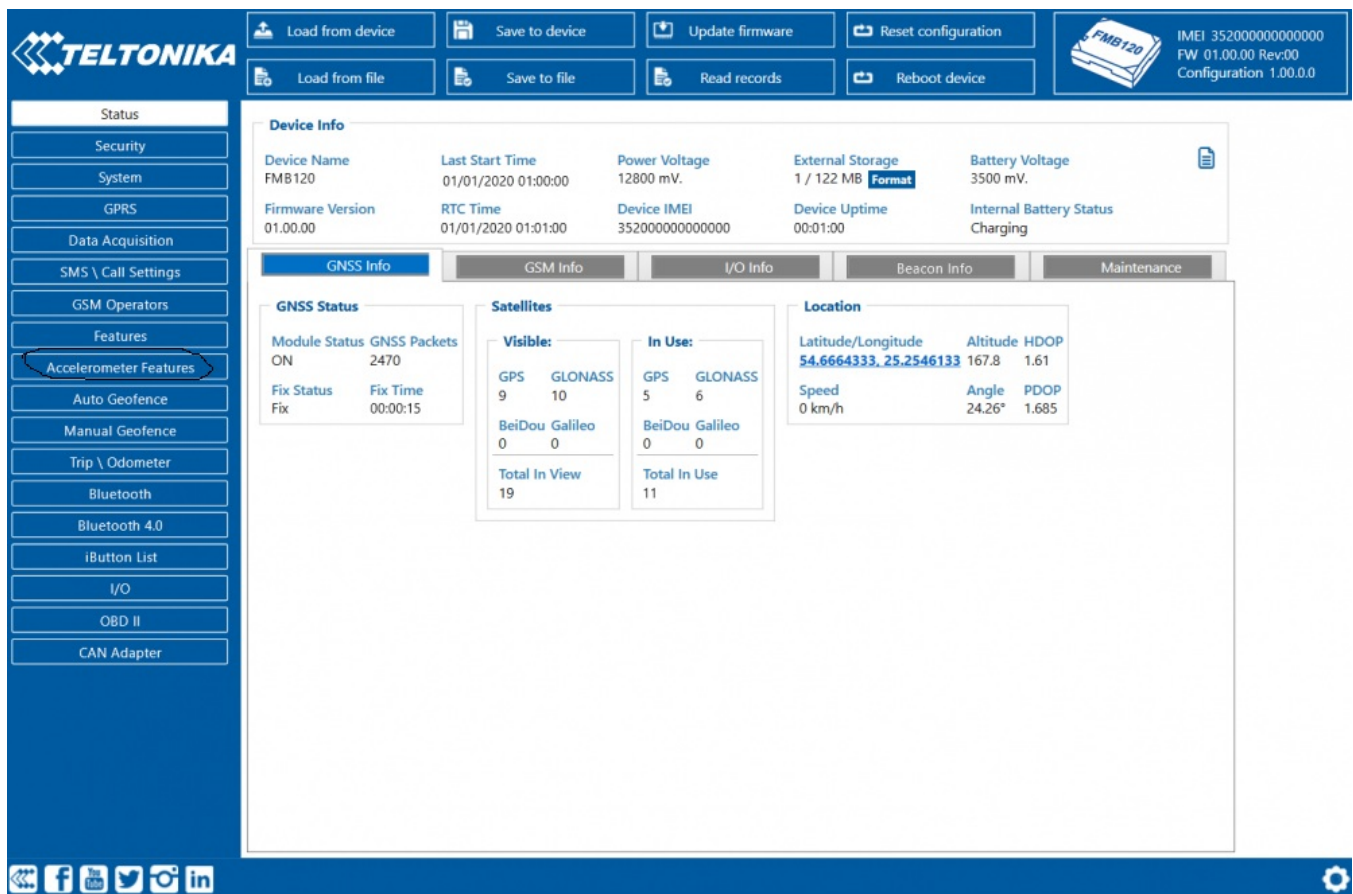 TELTONIKA
Load from device
Save to device
Update firmware
Reset configuration
Load from file
Save to file
Read records
Reboot device
FMB120
IMEI 352000000000000
FW 01.00.00 Rev:00
Configuration 1.00.0.0
Status
Security
System
GPRS
Data Acquisition
SMS \ Call Settings
GSM Operators
Features
Accelerometer Features
Auto Geofence
Manual Geofence
Trip \ Odometer
Bluetooth
Bluetooth 4.0
iButton List
I/O
OBD II
CAN Adapter
Device Info
Device Name Last Start Time Power Voltage External Storage Battery Voltage
FMB120 01/01/2020 01:00:00 12800 mV. 1 / 122 MB Format 3500 mV.
Firmware Version RTC Time Device IMEI Device Uptime Internal Battery Status
01.00.00 01/01/2020 01:01:00 352000000000000 00:01:00 Charging
GNSS Info GSM Info I/O Info Beacon Info Maintenance
GNSS Status
Module Status GNSS Packets
ON 2470
Fix Status Fix Time
Fix 00:00:15
Satellites
Visible:
GPS GLONASS
9 10
BeiDou Galileo
0 0
Total In View
19
In Use:
GPS GLONASS
5 6
BeiDou Galileo
0 0
Total In Use
11
Location
Latitude/Longitude Altitude HDOP
54.6664333, 25.2546133 167.8 1.61
Speed Angle PDOP
0 km/h 24.26° 1.685
f You Tube in